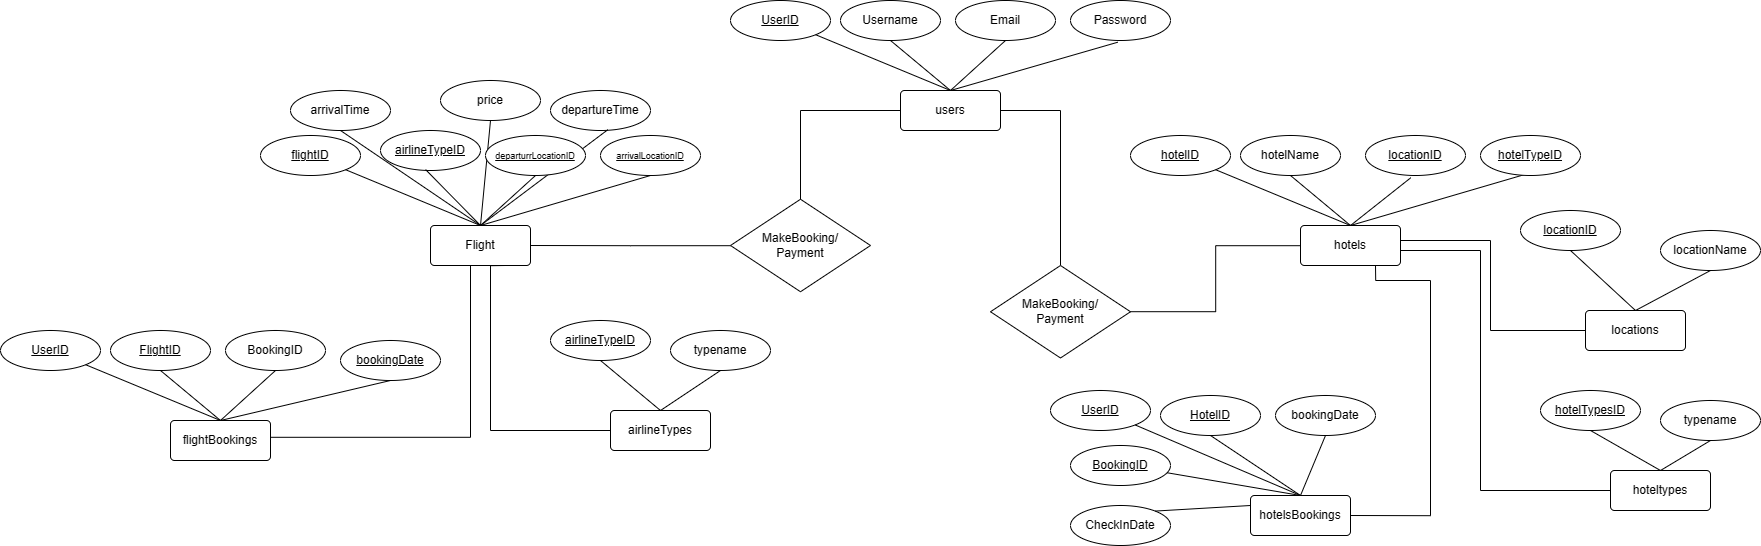 UserID
Username
Email
Password
users
arrivalTime
price
departureTime
flightID
airlineTypeID
departurrLocationID
arrivalLocationID
Flight
MakeBooking/
Payment
hotelID
hotelName
locationID
hotelTypeID
hotels
MakeBooking/
Payment
locationID
locationName
locations
UserID
FlightID
BookingID
bookingDate
flightBookings
airlineTypeID
typename
airlineTypes
UserID
HotelID
bookingDate
BookingID
CheckInDate
hotelsBookings
hotelTypesID
typename
hoteltypes